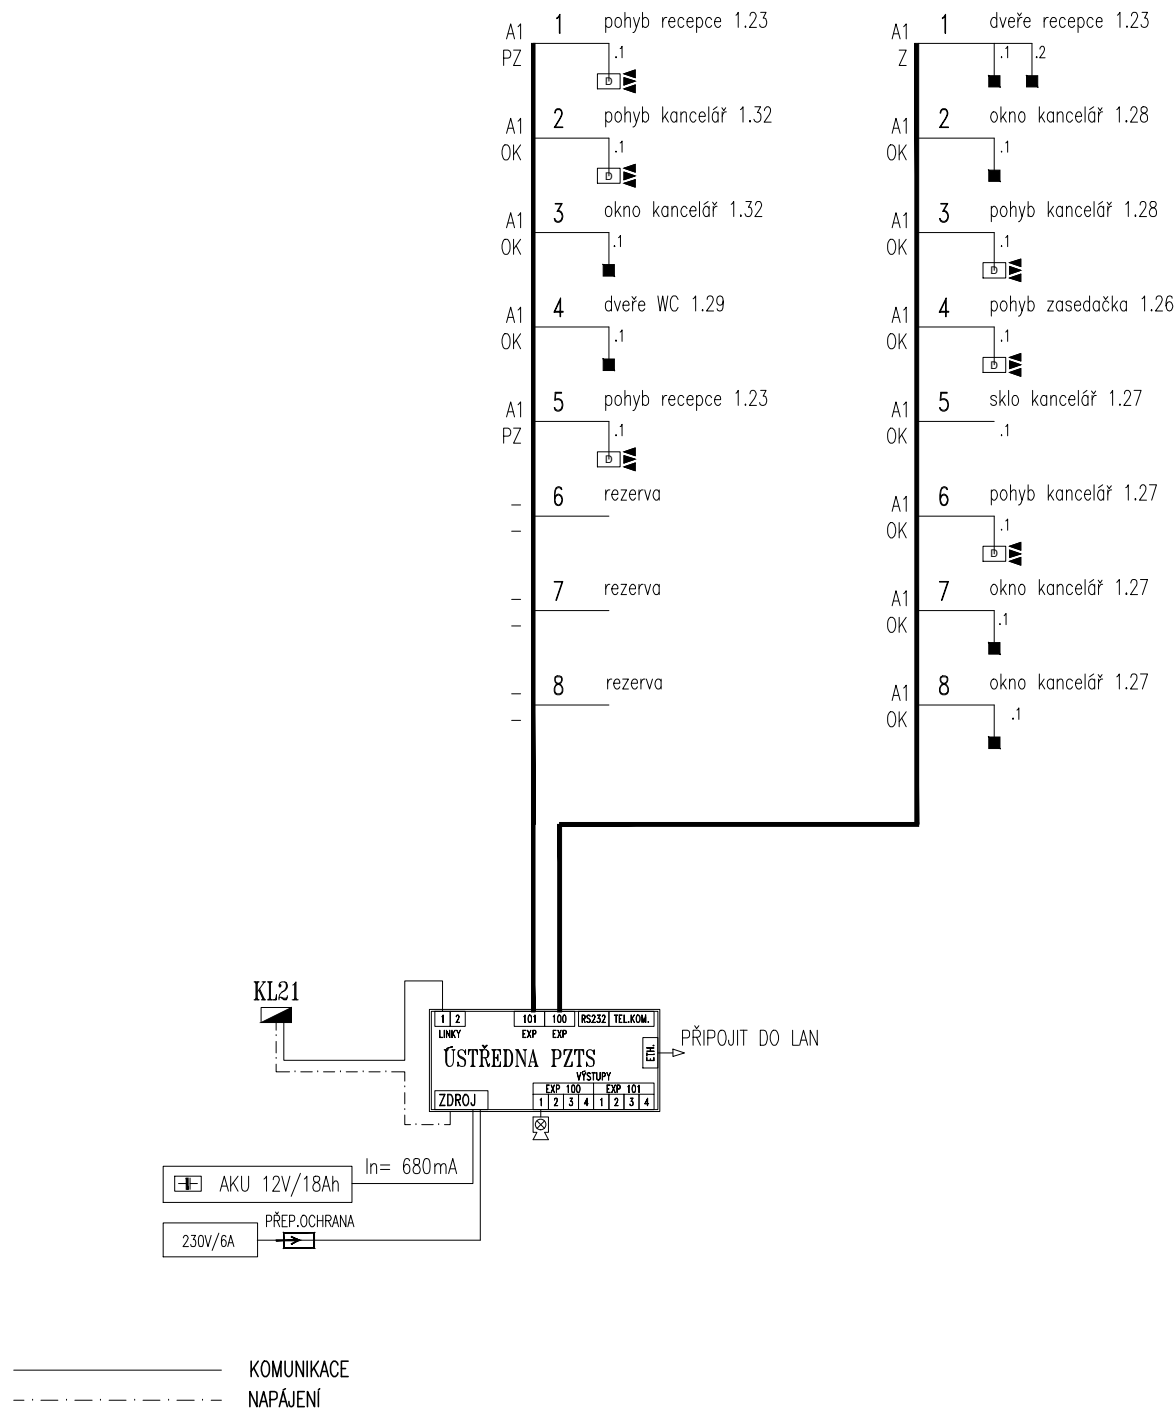 A1
PZ
1
pohyb recepce 1.23
.1
D
A1
OK
2
pohyb kancelář 1.32
.1
D
A1
OK
3
okno kancelář 1.32
.1
A1
OK
4
dveře WC 1.29
.1
A1
PZ
5
pohyb recepce 1.23
.1
D
–
–
6
rezerva
–
–
7
rezerva
–
–
8
rezerva
A1
Z
1
dveře recepce 1.23
.1
.2
A1
OK
2
okno kancelář 1.28
.1
A1
OK
3
pohyb kancelář 1.28
.1
D
A1
OK
4
pohyb zasedačka 1.26
.1
D
A1
OK
5
sklo kancelář 1.27
.1
A1
OK
6
pohyb kancelář 1.27
.1
D
A1
OK
7
okno kancelář 1.27
.1
A1
OK
8
okno kancelář 1.27
.1
KL21
1 2
LINKY
101 100
EXP EXP
RS232 TEL.KOM.
ÚSTŘEDNA PZTS
ETH.
PŘIPOJIT DO LAN
VÝSTUPY
EXP 100 EXP 101
1 2 3 4 1 2 3 4
ZDROJ
In= 680mA
AKU 12V/18Ah
PŘEP.OCHRANA
230V/6A
KOMUNIKACE
NAPÁJENÍ